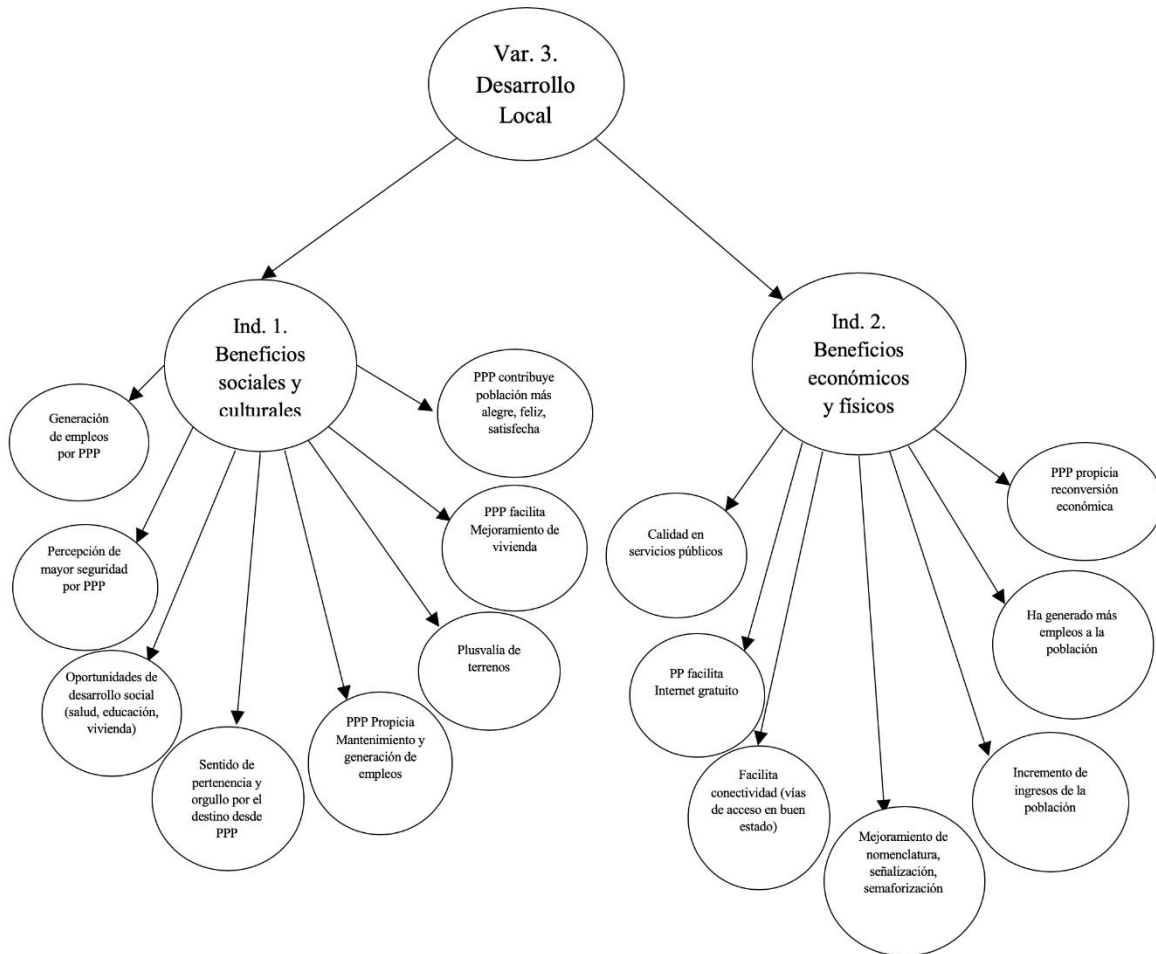 Var. 3.
Desarrollo
Local
Ind. 1.
Beneficios
sociales y
culturales
Generación
de empleos
por PPP
Percepción de
mayor seguridad
por PPP
Oportunidades de
desarrollo social
(salud, educación,
vivienda)
Sentido de
pertenencia y
orgullo por el
destino desde
PPP
PPP Propicia
Mantenimiento y
generación de
empleos
Plusvalía de
terrenos
PPP facilita
Mejoramiento de
vivienda
PPP contribuye
población más
alegre, feliz,
satisfecha
Ind. 2.
Beneficios
económicos
y físicos
Calidad en
servicios públicos
PP facilita
Internet gratuito
Facilita
conectividad (vías
de acceso en buen
estado)
Mejoramiento de
nomenclatura,
señalización,
semaforización
Incremento de
ingresos de la
población
Ha generado más
empleos a la
población
PPP propicia
reconversión
económica